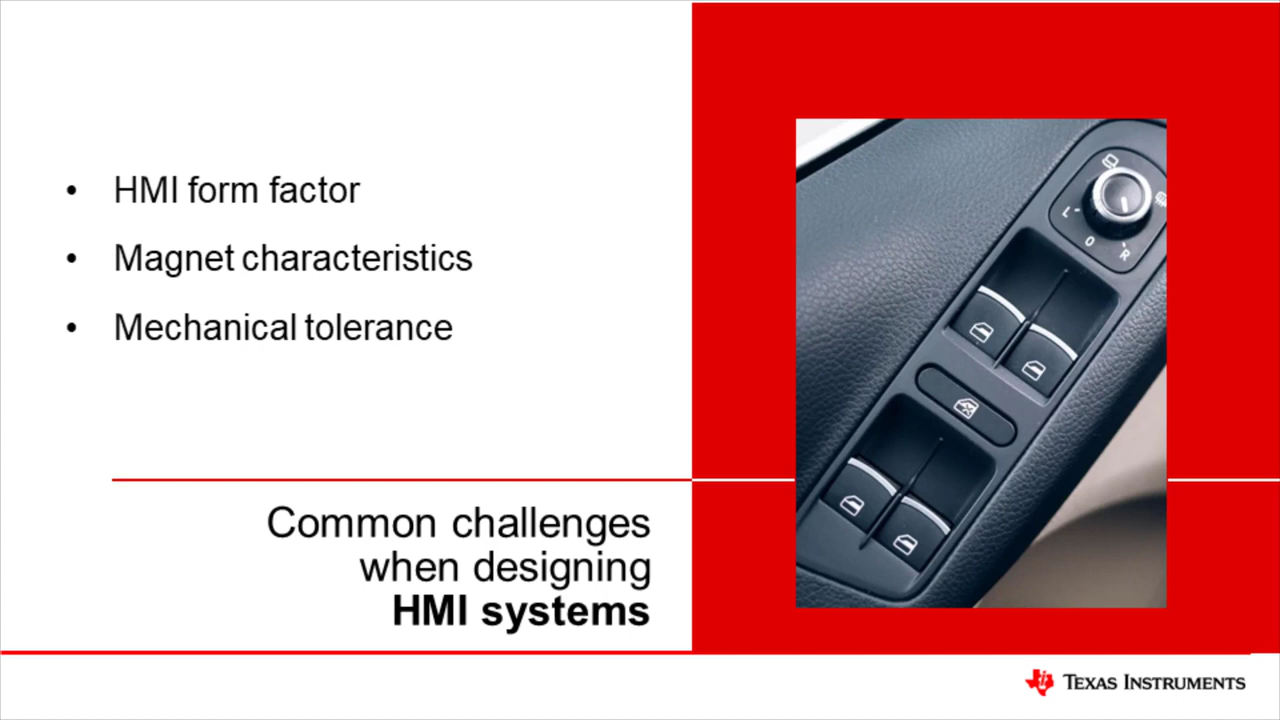 • HMI form factor
• Magnet characteristics
• Mechanical tolerance
Common challenges
when designing
HMI systems
L
O
R
TEXAS INSTRUMENTS